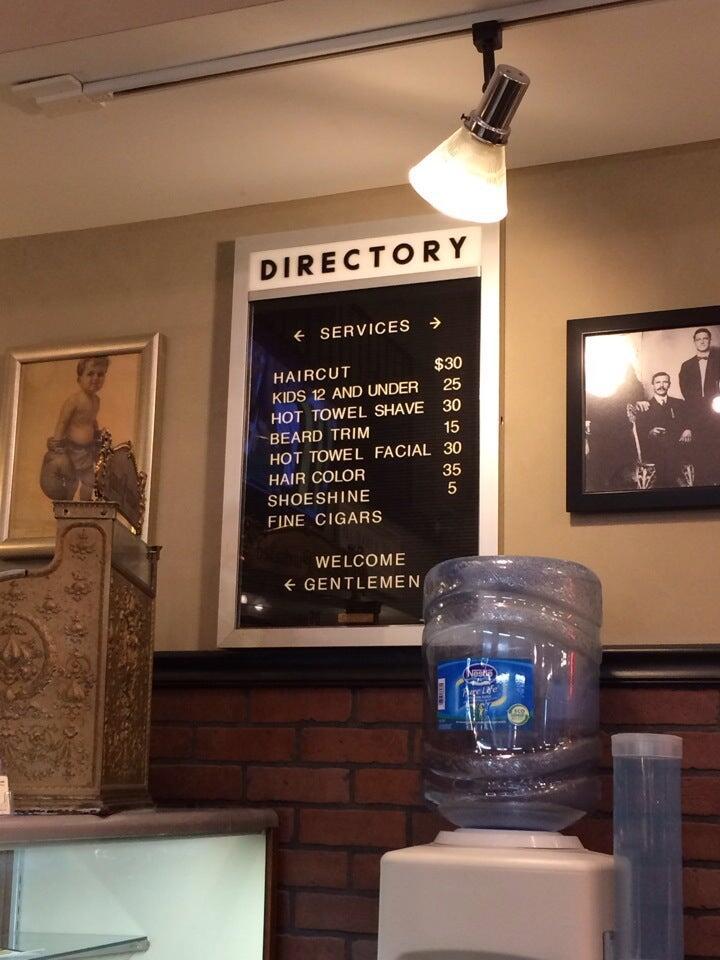 DIRECTORY
← SERVICES →
HAIRCUT $30
KIDS 12 AND UNDER 25
HOT TOWEL SHAVE 30
BEARD TRIM 15
HOT TOWEL FACIAL 30
HAIR COLOR 35
SHOESHINE 5
FINE CIGARS
WELCOME
← GENTLEMEN
Nestlé
Pure Life
ECO